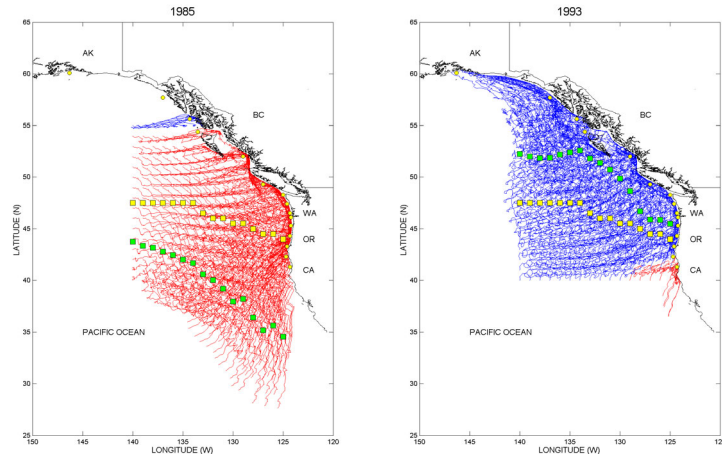 1985
65
60
55
50
45
40
35
30
25
150
145
140
135
130
125
120
LATITUDE (N)
LONGITUDE (W)
AK
BC
WA
OR
CA
PACIFIC OCEAN
1993
65
60
55
50
45
40
35
30
25
150
145
140
135
130
125
120
LATITUDE (N)
LONGITUDE (W)
AK
BC
WA
OR
CA
PACIFIC OCEAN